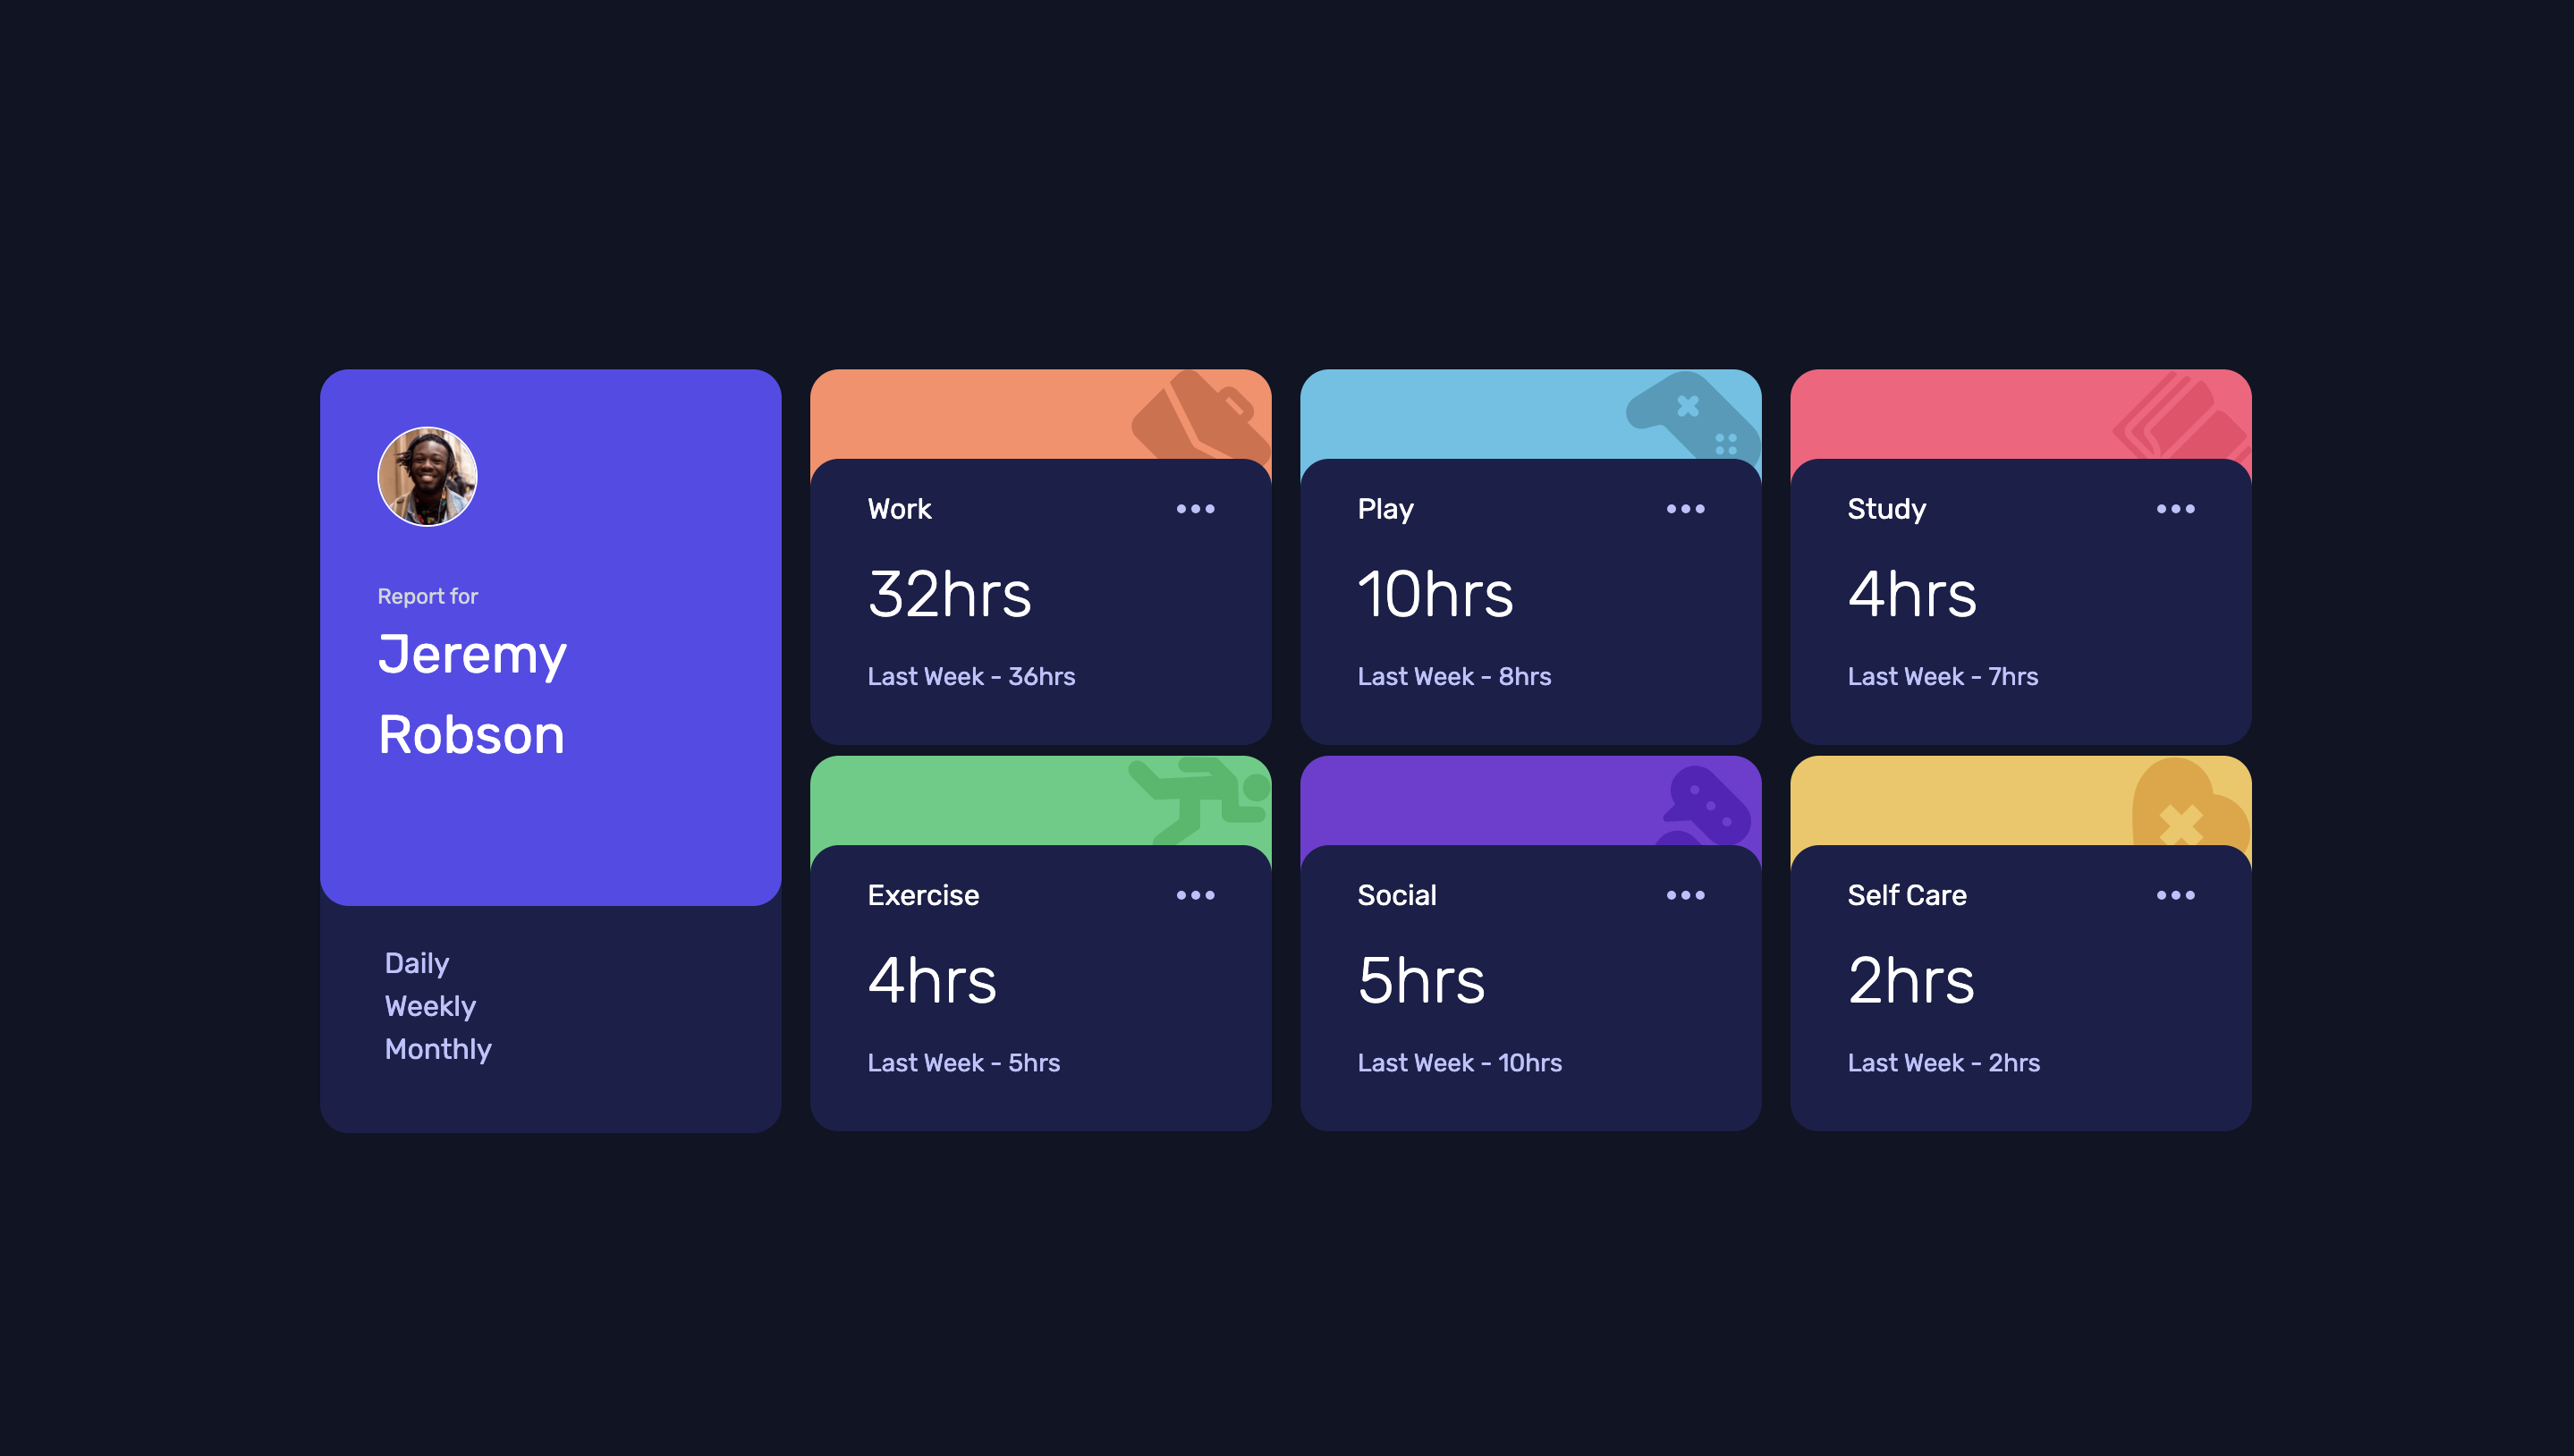 Report for
Jeremy
Robson
Daily
Weekly
Monthly
Work
32hrs
Last Week - 36hrs
Play
10hrs
Last Week - 8hrs
Study
4hrs
Last Week - 7hrs
Exercise
4hrs
Last Week - 5hrs
Social
5hrs
Last Week - 10hrs
Self Care
2hrs
Last Week - 2hrs